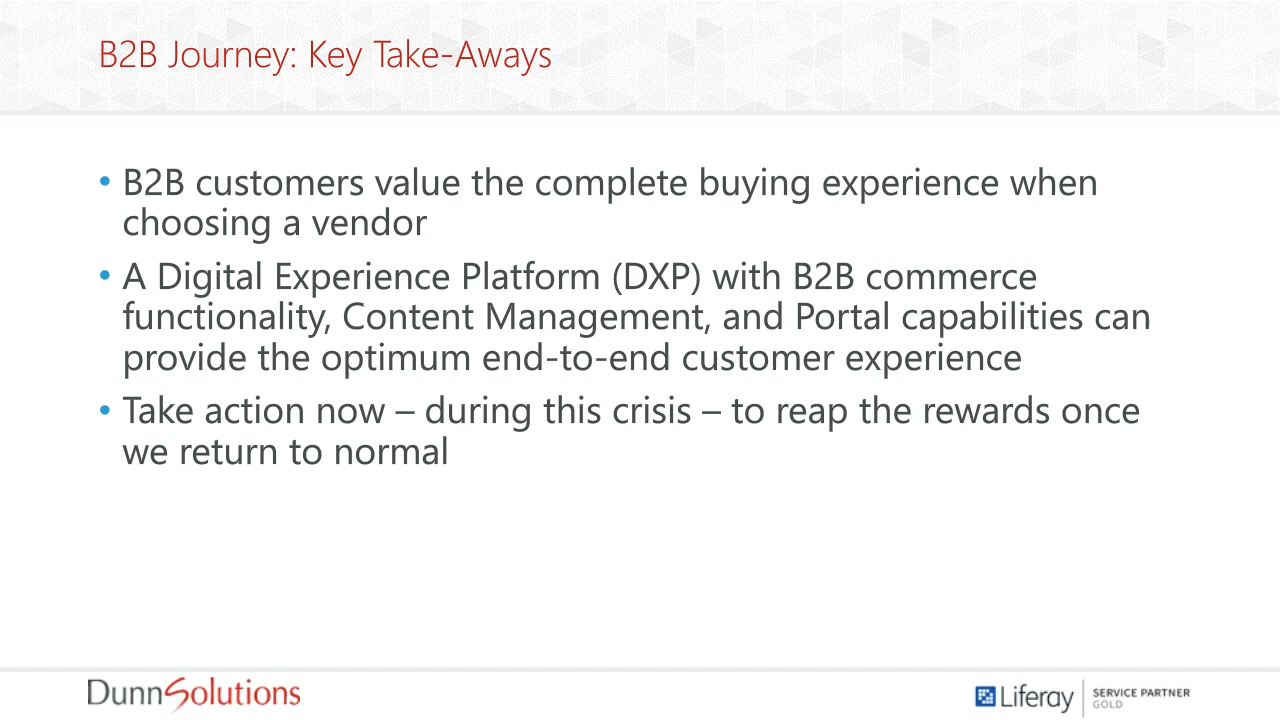 B2B Journey: Key Take-Aways
• B2B customers value the complete buying experience when
choosing a vendor
• A Digital Experience Platform (DXP) with B2B commerce
functionality, Content Management, and Portal capabilities can
provide the optimum end-to-end customer experience
• Take action now – during this crisis – to reap the rewards once
we return to normal
DunnSolutions
Liferay
SERVICE PARTNER
GOLD